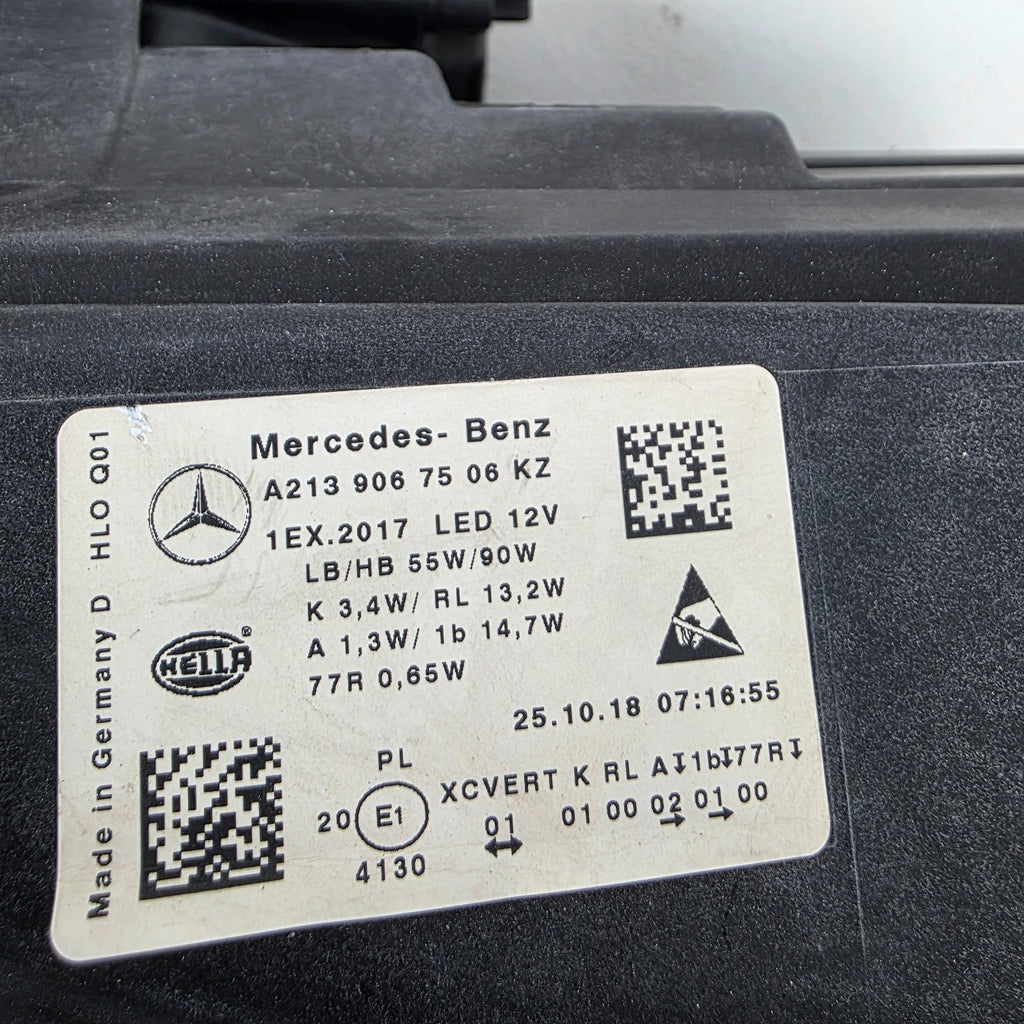 Mercedes- Benz
A213 906 75 06 KZ
1EX.2017 LED 12V
LB/HB 55W/90W
K 3,4W/ RL 13,2W
A 1,3W/ 1b 14,7W
77R 0,65W
HELLA®
25.10.18 07:16:55
PL
20 E1
4130
XCVERT K RL A↧1b↧77R↧
01 01 00 02 01 00
↔ → →
Made in Germany D HLO Q01